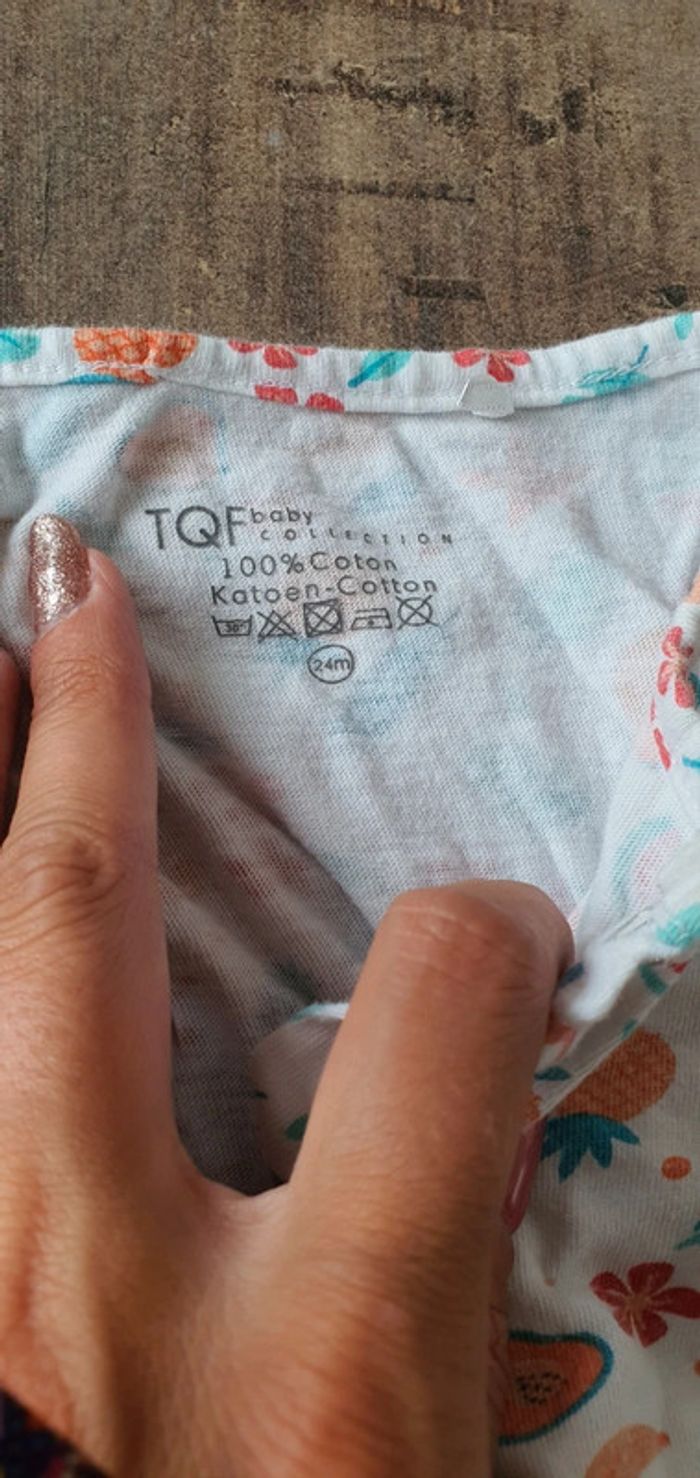 TQF baby
COLLECTION
100% Coton
Katoen-Cotton
30°
24m